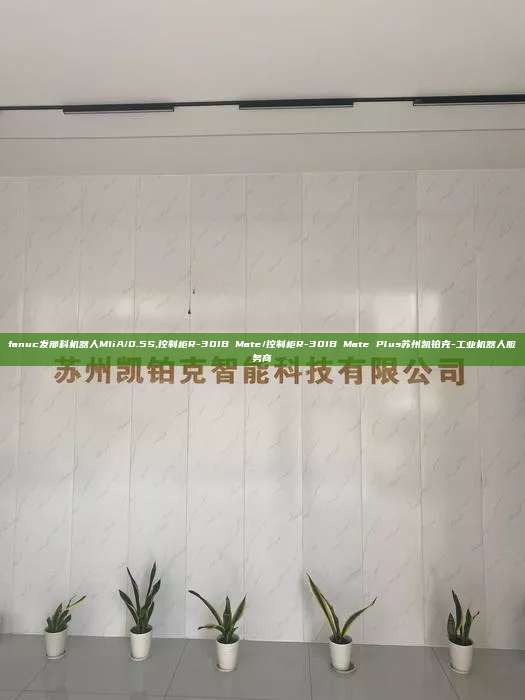 fanuc发那科机器人M1iA/0.5S,控制柜R-30IB Mate/控制柜R-30IB Mate Plus苏州凯铂克-工业机器人服
务商
苏州凯铂克智能科技有限公司